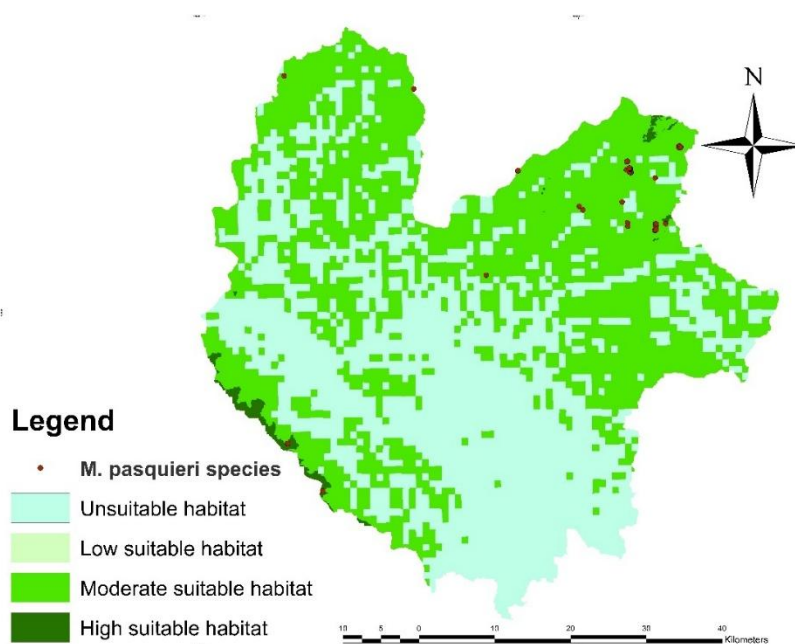 N
Legend
M. pasquieri species
Unsuitable habitat
Low suitable habitat
Moderate suitable habitat
High suitable habitat
10 5 0 10 20 30 40
Kilometers